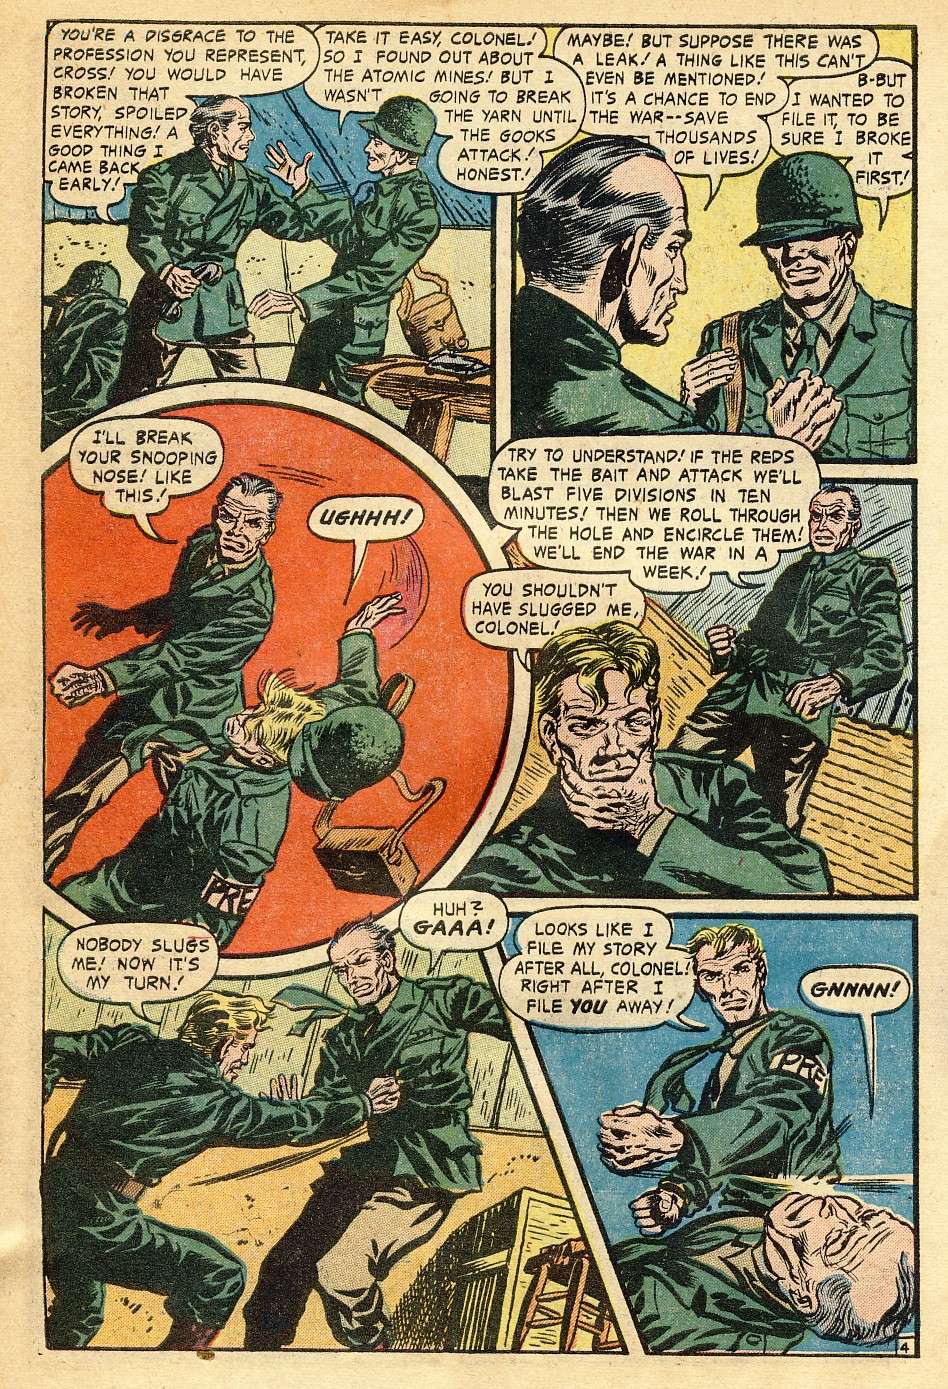 YOU'RE A DISGRACE TO THE
PROFESSION YOU REPRESENT,
CROSS! YOU WOULD HAVE
BROKEN THAT
STORY, SPOILED
EVERYTHING! A
GOOD THING I
CAME BACK
EARLY!
TAKE IT EASY, COLONEL!
SO I FOUND OUT ABOUT
THE ATOMIC MINES! BUT I
WASN'T GOING TO BREAK
THE YARN UNTIL
THE GOOKS
ATTACK!
HONEST!
MAYBE! BUT SUPPOSE THERE WAS
A LEAK! A THING LIKE THIS CAN'T
EVEN BE MENTIONED!
IT'S A CHANCE TO END
THE WAR--SAVE
THOUSANDS
OF LIVES!
B-BUT
I WANTED TO
FILE IT, TO BE
SURE I BROKE
IT
FIRST!
I'LL BREAK
YOUR SNOOPING
NOSE! LIKE
THIS!
UGHHH!
PRE
TRY TO UNDERSTAND! IF THE REDS
TAKE THE BAIT AND ATTACK WE'LL
BLAST FIVE DIVISIONS IN TEN
MINUTES! THEN WE ROLL THROUGH
THE HOLE AND ENCIRCLE THEM!
WE'LL END THE WAR IN A
WEEK!
YOU SHOULDN'T
HAVE SLUGGED ME,
COLONEL!
NOBODY SLUGS
ME! NOW IT'S
MY TURN!
HUH?
GAAA!
LOOKS LIKE I
FILE MY STORY
AFTER ALL, COLONEL!
RIGHT AFTER I
FILE YOU AWAY!
GNNNN!
PRE
4